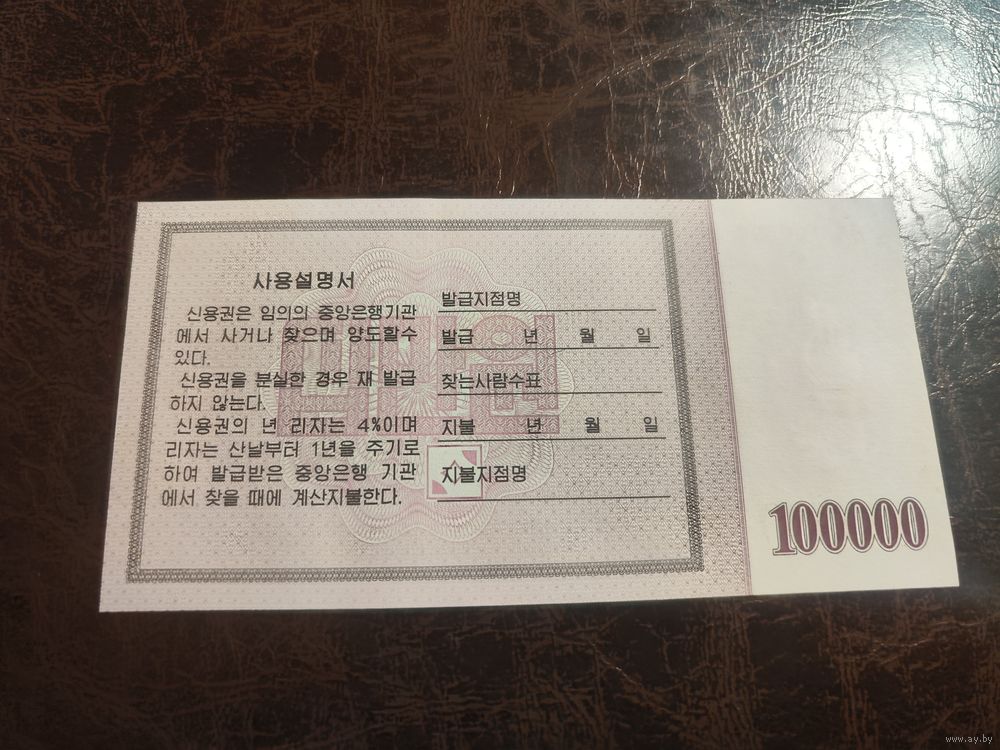 사용설명서
신용권은 임의의 중앙은행기관
에서 사거나 찾으며 양도할수
있다.
신용권을 분실한 경우 재 발급
하지 않는다.
신용권의 년 리자는 4%이며
리자는 산날부터 1년을 주기로
하여 발급받은 중앙은행 기관
에서 찾을 때에 계산지불한다.
발급지점명
발급 년 월 일
찾는사람수표
지불 년 월 일
지불지점명
100000
www.ay.by